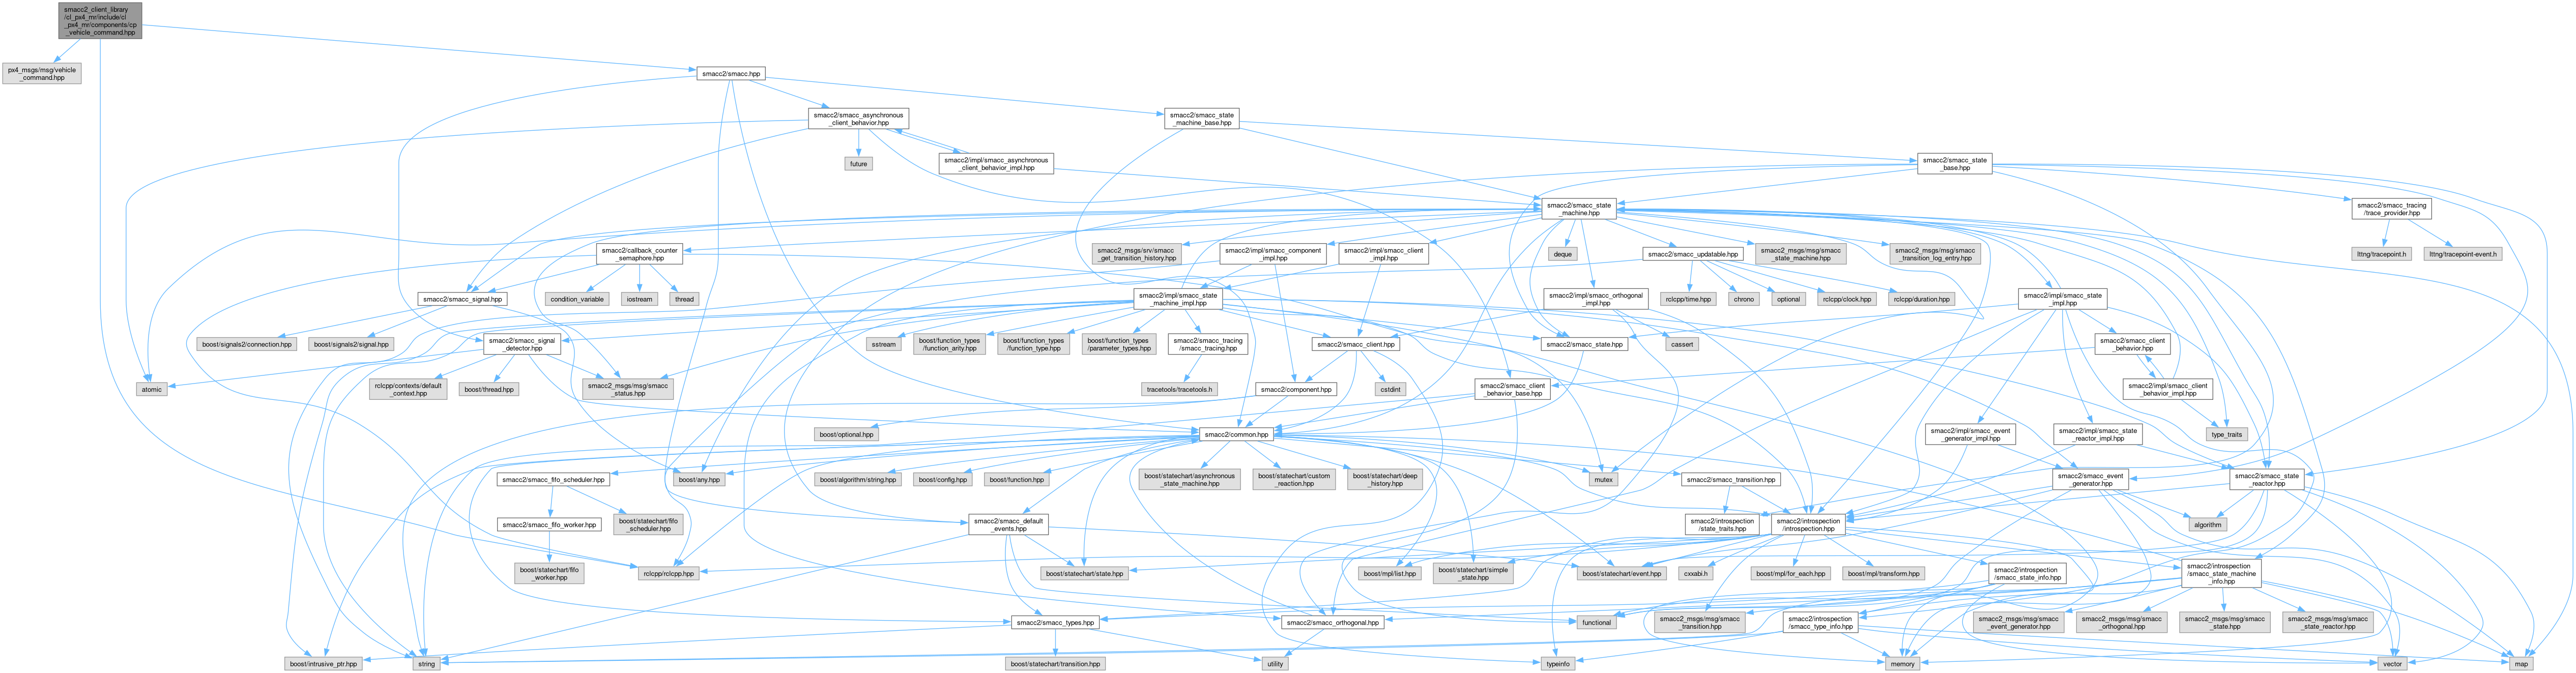 smacc2_client_library
/cl_px4_mr/include/cl
_px4_mr/components/cp
_vehicle_command.hpp
px4_msgs/msg/vehicle
_command.hpp
smacc2/smacc.hpp
smacc2/smacc_asynchronous
_client_behavior.hpp
smacc2/smacc_state
_machine_base.hpp
future
smacc2/impl/smacc_asynchronous
_client_behavior_impl.hpp
smacc2/smacc_state
_base.hpp
smacc2/smacc_state
_machine.hpp
smacc2/smacc_tracing
/trace_provider.hpp
smacc2/callback_counter
_semaphore.hpp
smacc2_msgs/srv/smacc
_get_transition_history.hpp
smacc2/impl/smacc_component
_impl.hpp
smacc2/impl/smacc_client
_impl.hpp
deque
smacc2/smacc_updatable.hpp
smacc2_msgs/msg/smacc
_state_machine.hpp
smacc2_msgs/msg/smacc
_transition_log_entry.hpp
lttng/tracepoint.h
lttng/tracepoint-event.h
smacc2/smacc_signal.hpp
condition_variable
iostream
thread
smacc2/impl/smacc_state
_machine_impl.hpp
smacc2/impl/smacc_orthogonal
_impl.hpp
rclcpp/time.hpp
chrono
optional
rclcpp/clock.hpp
rclcpp/duration.hpp
smacc2/impl/smacc_state
_impl.hpp
boost/signals2/connection.hpp
boost/signals2/signal.hpp
smacc2/smacc_signal
_detector.hpp
sstream
boost/function_types
/function_arity.hpp
boost/function_types
/function_type.hpp
boost/function_types
/parameter_types.hpp
smacc2/smacc_tracing
/smacc_tracing.hpp
smacc2/smacc_client.hpp
smacc2/smacc_state.hpp
cassert
smacc2/smacc_client
_behavior.hpp
atomic
rclcpp/contexts/default
_context.hpp
boost/thread.hpp
smacc2_msgs/msg/smacc
_status.hpp
tracetools/tracetools.h
smacc2/component.hpp
cstdint
smacc2/smacc_client
_behavior_base.hpp
smacc2/impl/smacc_client
_behavior_impl.hpp
boost/optional.hpp
smacc2/common.hpp
smacc2/impl/smacc_event
_generator_impl.hpp
smacc2/impl/smacc_state
_reactor_impl.hpp
type_traits
smacc2/smacc_fifo_scheduler.hpp
boost/any.hpp
boost/algorithm/string.hpp
boost/config.hpp
boost/function.hpp
boost/statechart/asynchronous
_state_machine.hpp
boost/statechart/custom
_reaction.hpp
boost/statechart/deep
_history.hpp
mutex
smacc2/smacc_transition.hpp
smacc2/smacc_event
_generator.hpp
smacc2/smacc_state
_reactor.hpp
smacc2/smacc_fifo_worker.hpp
boost/statechart/fifo
_scheduler.hpp
smacc2/smacc_default
_events.hpp
smacc2/introspection
/state_traits.hpp
smacc2/introspection
/introspection.hpp
algorithm
boost/statechart/fifo
_worker.hpp
rclcpp/rclcpp.hpp
boost/statechart/state.hpp
boost/mpl/list.hpp
boost/statechart/simple
_state.hpp
boost/statechart/event.hpp
cxxabi.h
boost/mpl/for_each.hpp
boost/mpl/transform.hpp
smacc2/introspection
/smacc_state_info.hpp
smacc2/introspection
/smacc_state_machine
_info.hpp
smacc2/smacc_types.hpp
smacc2/smacc_orthogonal.hpp
functional
smacc2_msgs/msg/smacc
_transition.hpp
smacc2/introspection
/smacc_type_info.hpp
smacc2_msgs/msg/smacc
_event_generator.hpp
smacc2_msgs/msg/smacc
_orthogonal.hpp
smacc2_msgs/msg/smacc
_state.hpp
smacc2_msgs/msg/smacc
_state_reactor.hpp
boost/intrusive_ptr.hpp
string
boost/statechart/transition.hpp
utility
typeinfo
memory
vector
map